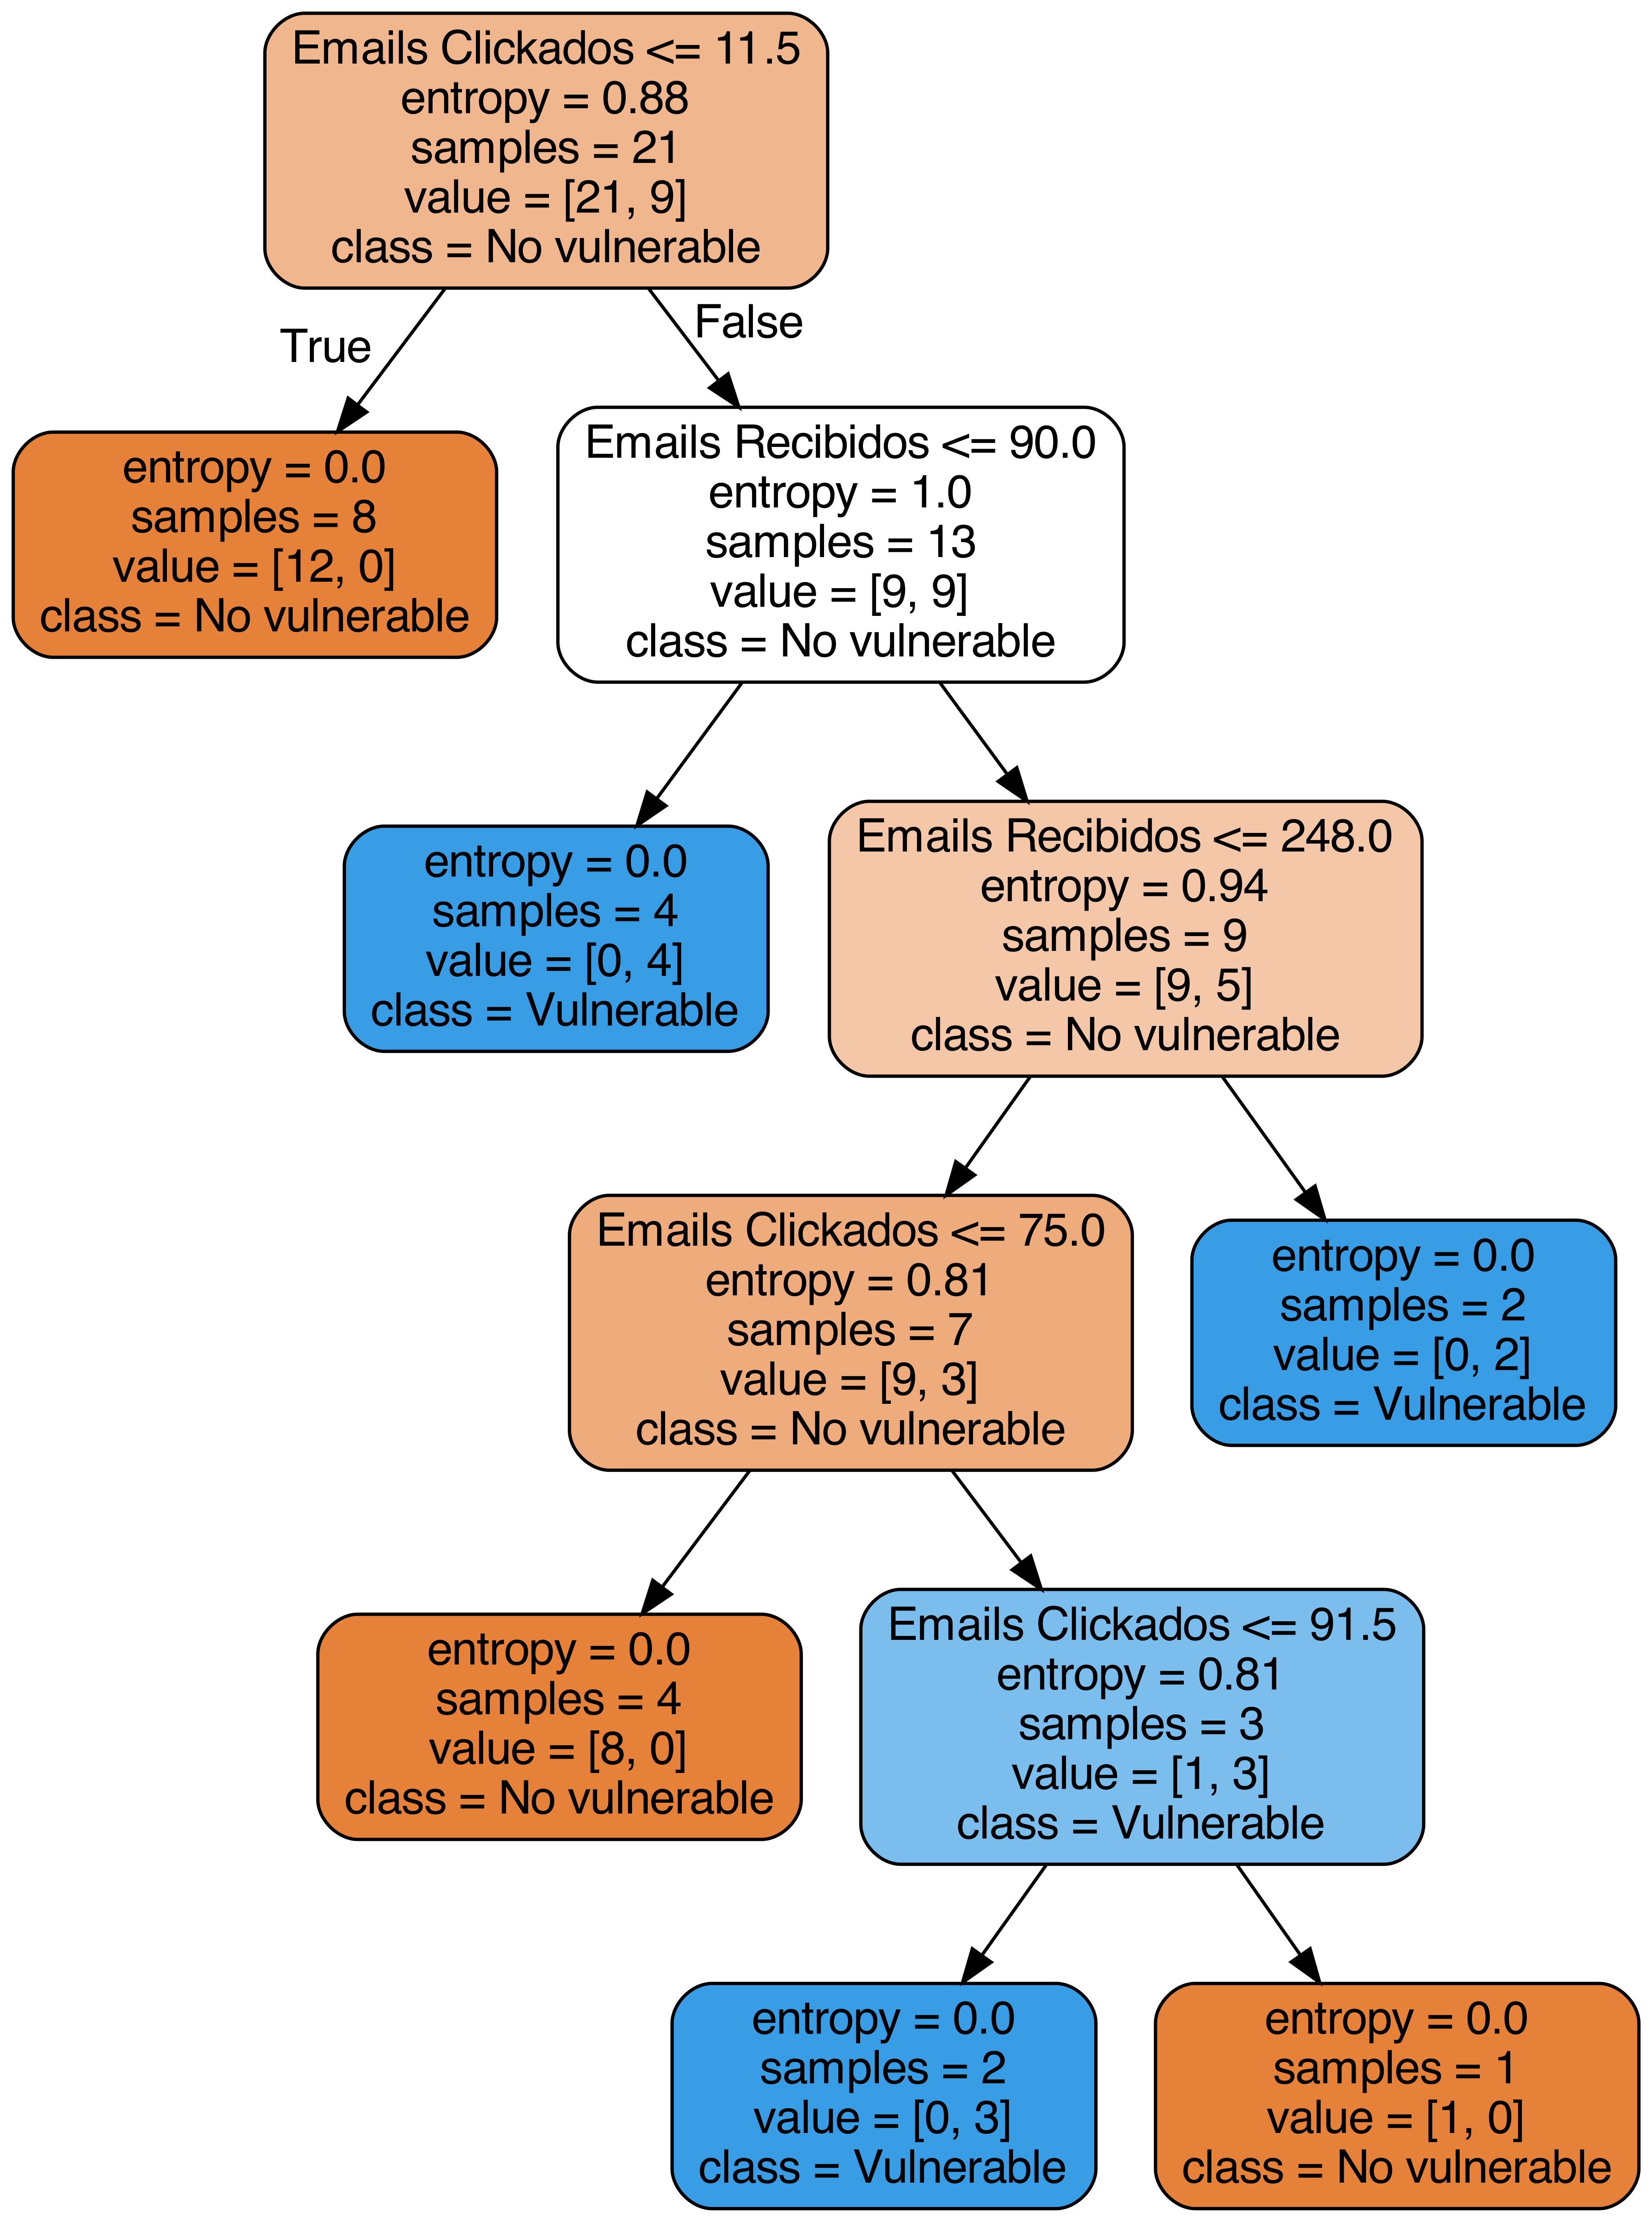 Emails Clickados <= 11.5
entropy = 0.88
samples = 21
value = [21, 9]
class = No vulnerable
True
False
entropy = 0.0
samples = 8
value = [12, 0]
class = No vulnerable
Emails Recibidos <= 90.0
entropy = 1.0
samples = 13
value = [9, 9]
class = No vulnerable
entropy = 0.0
samples = 4
value = [0, 4]
class = Vulnerable
Emails Recibidos <= 248.0
entropy = 0.94
samples = 9
value = [9, 5]
class = No vulnerable
Emails Clickados <= 75.0
entropy = 0.81
samples = 7
value = [9, 3]
class = No vulnerable
entropy = 0.0
samples = 2
value = [0, 2]
class = Vulnerable
entropy = 0.0
samples = 4
value = [8, 0]
class = No vulnerable
Emails Clickados <= 91.5
entropy = 0.81
samples = 3
value = [1, 3]
class = Vulnerable
entropy = 0.0
samples = 2
value = [0, 3]
class = Vulnerable
entropy = 0.0
samples = 1
value = [1, 0]
class = No vulnerable